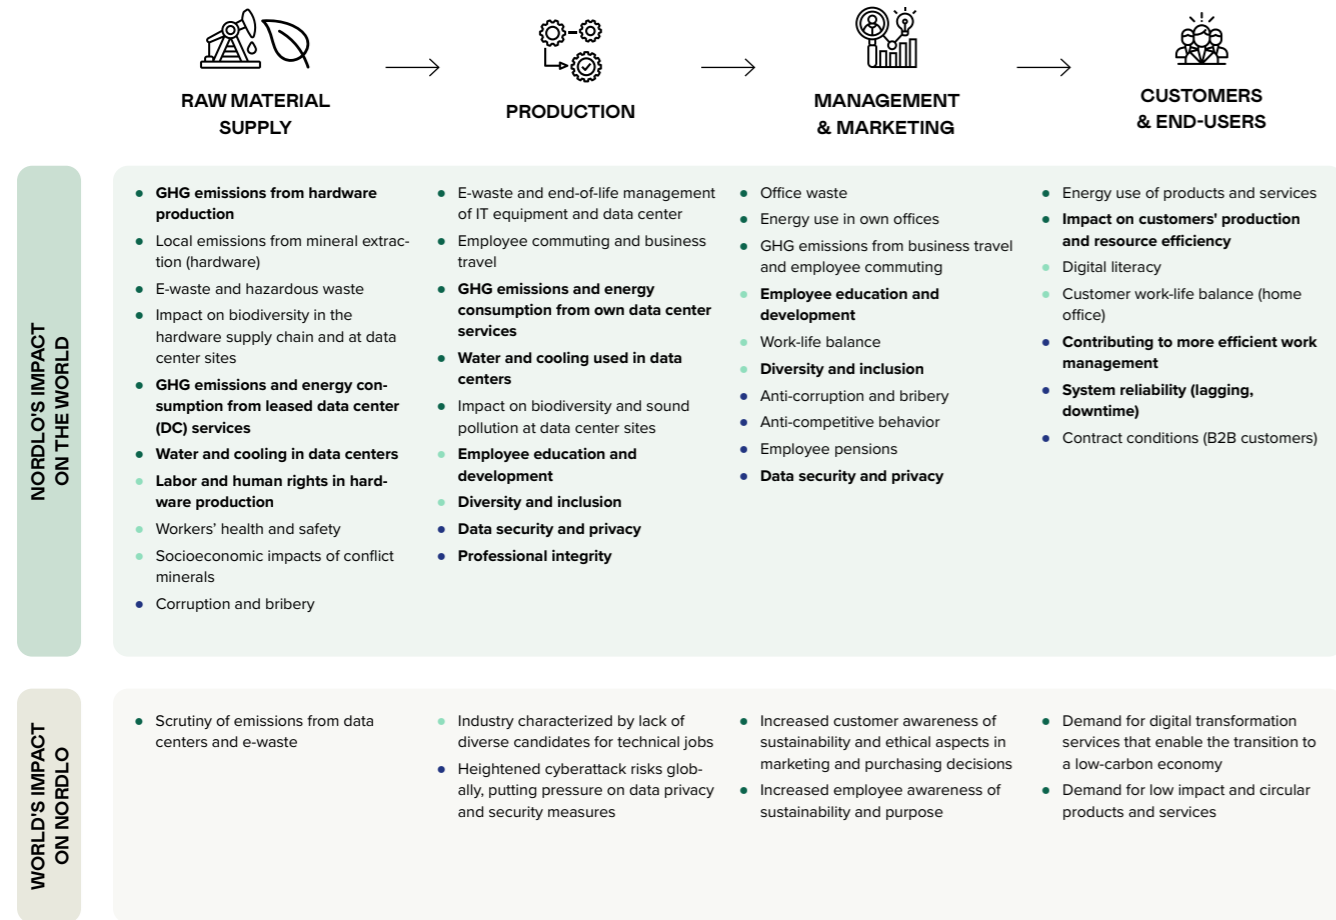 RAW MATERIAL
SUPPLY
PRODUCTION
MANAGEMENT
& MARKETING
CUSTOMERS
& END-USERS
NORDLO'S IMPACT
ON THE WORLD
GHG emissions from hardware
production
Local emissions from mineral extrac-
tion (hardware)
E-waste and hazardous waste
Impact on biodiversity in the
hardware supply chain and at data
center sites
GHG emissions and energy con-
sumption from leased data center
(DC) services
Water and cooling in data centers
Labor and human rights in hard-
ware production
Workers' health and safety
Socioeconomic impacts of conflict
minerals
Corruption and bribery
E-waste and end-of-life management
of IT equipment and data center
Employee commuting and business
travel
GHG emissions and energy
consumption from own data center
services
Water and cooling used in data
centers
Impact on biodiversity and sound
pollution at data center sites
Employee education and
development
Diversity and inclusion
Data security and privacy
Professional integrity
Office waste
Energy use in own offices
GHG emissions from business travel
and employee commuting
Employee education and
development
Work-life balance
Diversity and inclusion
Anti-corruption and bribery
Anti-competitive behavior
Employee pensions
Data security and privacy
Energy use of products and services
Impact on customers' production
and resource efficiency
Digital literacy
Customer work-life balance (home
office)
Contributing to more efficient work
management
System reliability (lagging,
downtime)
Contract conditions (B2B customers)
WORLD'S IMPACT
ON NORDLO
Scrutiny of emissions from data
centers and e-waste
Industry characterized by lack of
diverse candidates for technical jobs
Heightened cyberattack risks glob-
ally, putting pressure on data privacy
and security measures
Increased customer awareness of
sustainability and ethical aspects in
marketing and purchasing decisions
Increased employee awareness of
sustainability and purpose
Demand for digital transformation
services that enable the transition to
a low-carbon economy
Demand for low impact and circular
products and services